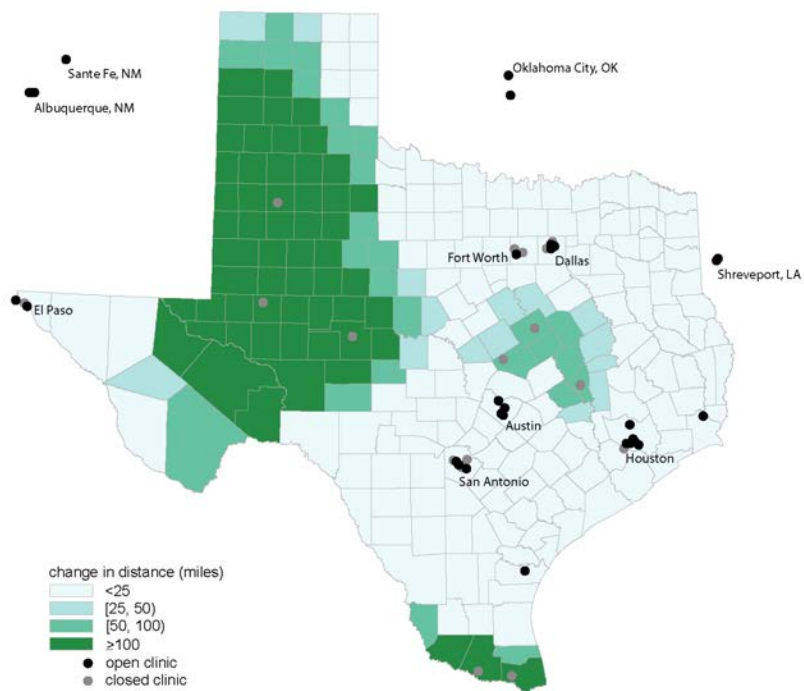 Sante Fe, NM
Oklahoma City, OK
Albuquerque, NM
Fort Worth
Dallas
Shreveport, LA
El Paso
Austin
Houston
San Antonio
change in distance (miles)
<25
[25, 50)
[50, 100)
≥100
open clinic
closed clinic